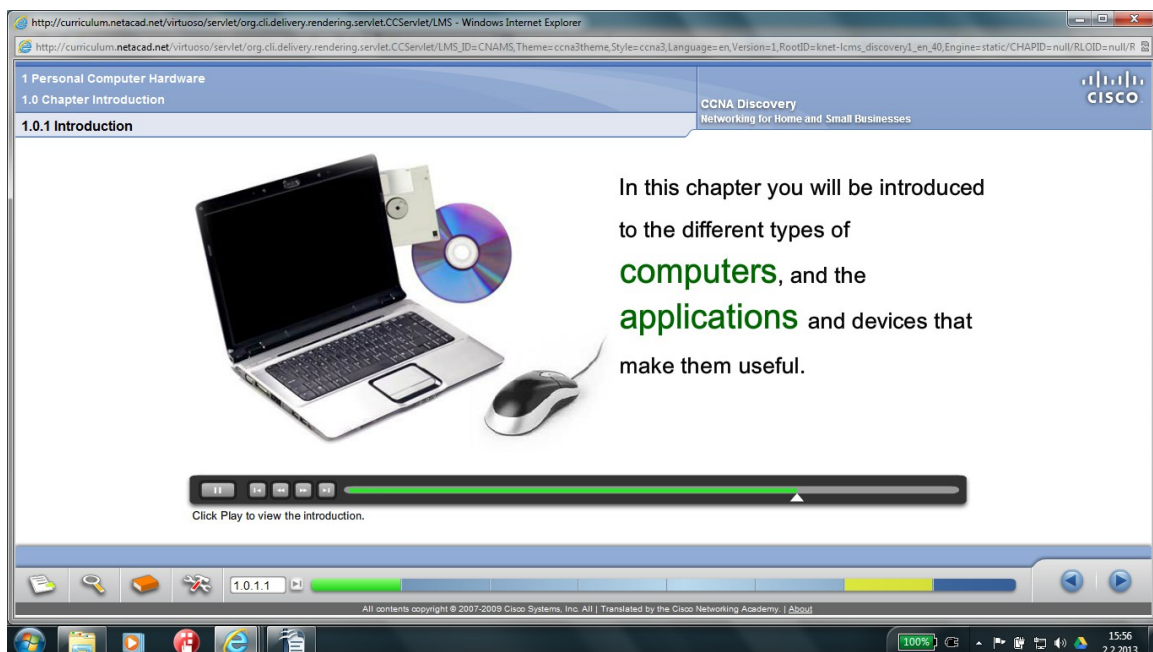 http://curriculum.netacad.net/virtuoso/servlet/org.cli.delivery.rendering.servlet.CCServlet/LMS - Windows Internet Explorer
http://curriculum.netacad.net/virtuoso/servlet/org.cli.delivery.rendering.servlet.CCServlet/LMS_ID=CNAMS,Theme=ccna3theme,Style=ccna3,Language=en,Version=1,RootID=knet-lcms_discovery1_en_40,Engine=static/CHAPID=null/RLOID=null/R
1 Personal Computer Hardware
1.0 Chapter Introduction
1.0.1 Introduction
CCNA Discovery
Networking for Home and Small Businesses
CISCO
In this chapter you will be introduced
to the different types of
computers, and the
applications and devices that
make them useful.
Click Play to view the introduction.
1.0.1.1
All contents copyright © 2007-2009 Cisco Systems, Inc. All | Translated by the Cisco Networking Academy. | About
100%
15:56
2.2.2013